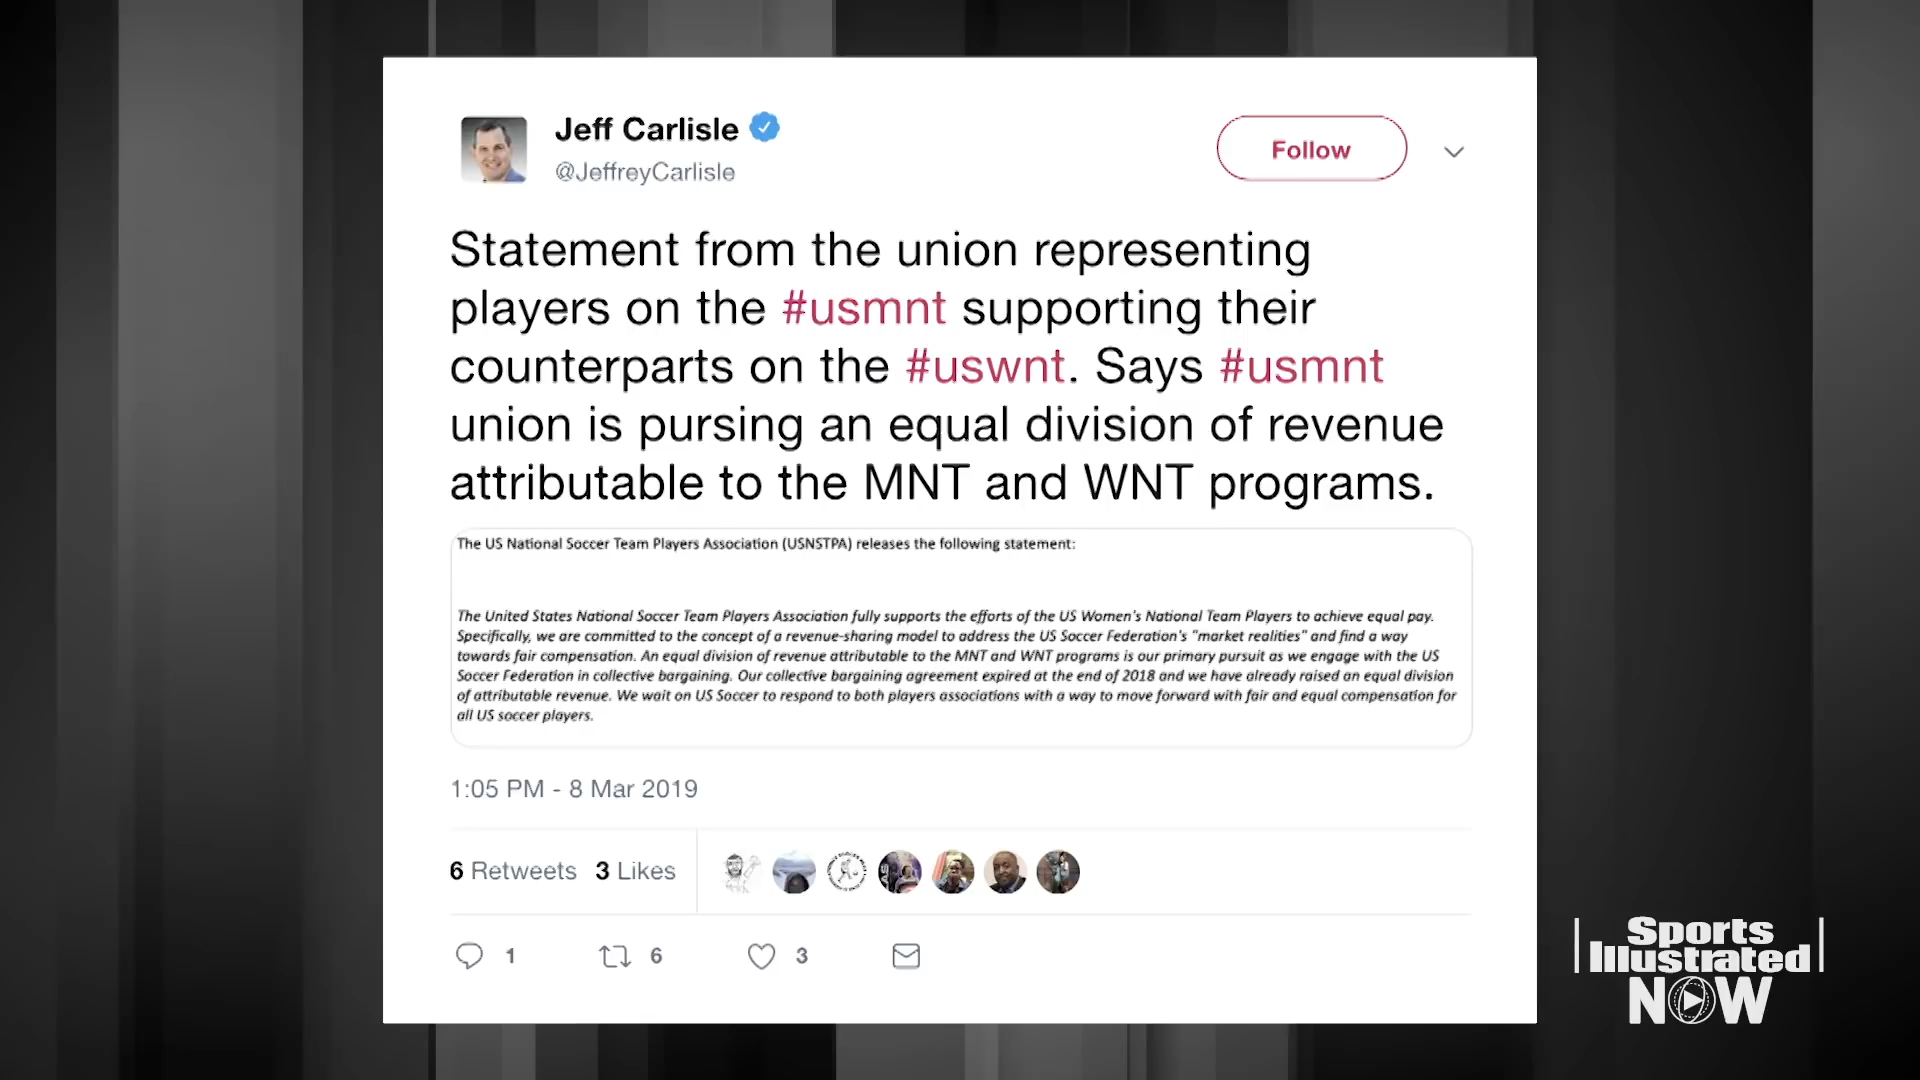 Jeff Carlisle
@JeffreyCarlisle
Follow
Statement from the union representing
players on the #usmnt supporting their
counterparts on the #uswnt. Says #usmnt
union is pursing an equal division of revenue
attributable to the MNT and WNT programs.
The US National Soccer Team Players Association (USNSTPA) releases the following statement:
The United States National Soccer Team Players Association fully supports the efforts of the US Women's National Team Players to achieve equal pay.
Specifically, we are committed to the concept of a revenue-sharing model to address the US Soccer Federation's "market realities" and find a way
towards fair compensation. An equal division of revenue attributable to the MNT and WNT programs is our primary pursuit as we engage with the US
Soccer Federation in collective bargaining. Our collective bargaining agreement expired at the end of 2018 and we have already raised an equal division
of attributable revenue. We wait on US Soccer to respond to both players associations with a way to move forward with fair and equal compensation for
all US soccer players.
1:05 PM - 8 Mar 2019
6 Retweets 3 Likes
1 6 3
Sports
Illustrated
NOW